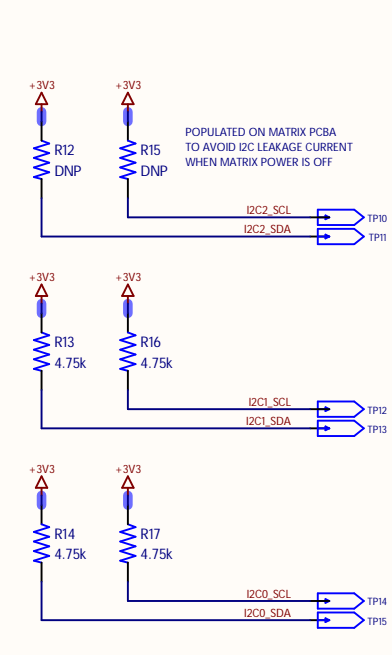 +3V3 +3V3
R12 R15
DNP DNP
POPULATED ON MATRIX PCBA
TO AVOID I2C LEAKAGE CURRENT
WHEN MATRIX POWER IS OFF
I2C2_SCL TP10
I2C2_SDA TP11
+3V3 +3V3
R13 R16
4.75k 4.75k
I2C1_SCL TP12
I2C1_SDA TP13
+3V3 +3V3
R14 R17
4.75k 4.75k
I2C0_SCL TP14
I2C0_SDA TP15